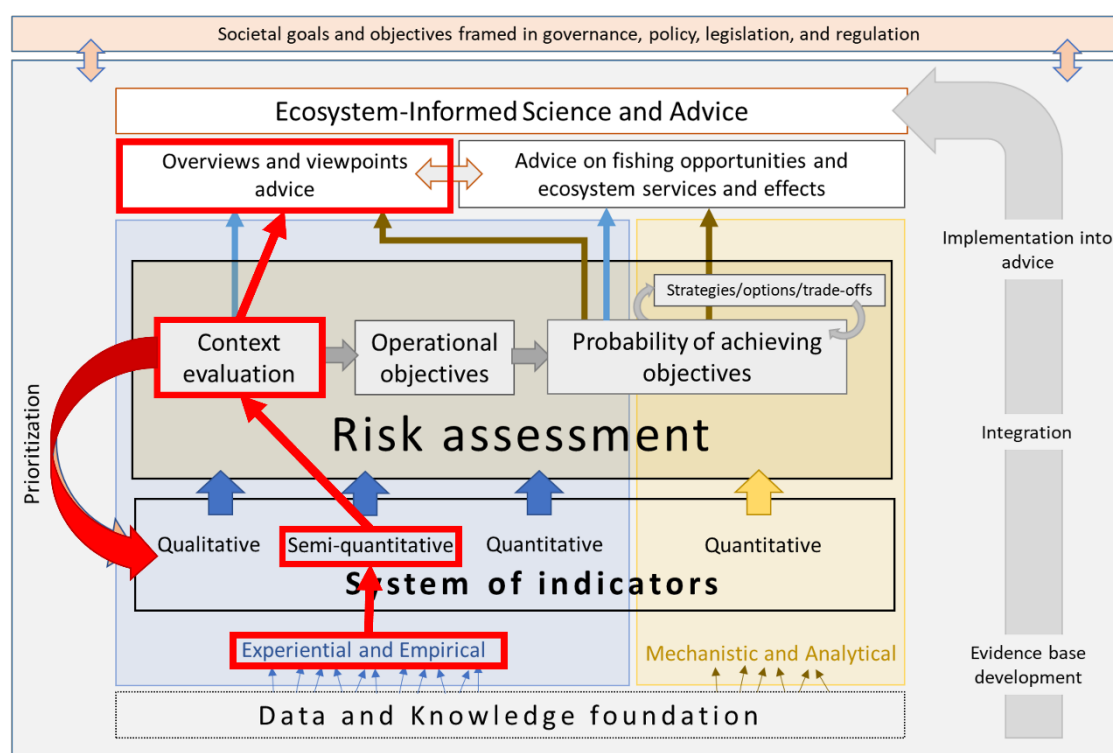 Societal goals and objectives framed in governance, policy, legislation, and regulation
Ecosystem-Informed Science and Advice
Overviews and viewpoints
advice
Advice on fishing opportunities and
ecosystem services and effects
Implementation into
advice
Strategies/options/trade-offs
Context
evaluation
Operational
objectives
Probability of achieving
objectives
Risk assessment
Prioritization
Integration
Qualitative
Semi-quantitative
Quantitative
Quantitative
System of indicators
Experiential and Empirical
Mechanistic and Analytical
Evidence base
development
Data and Knowledge foundation